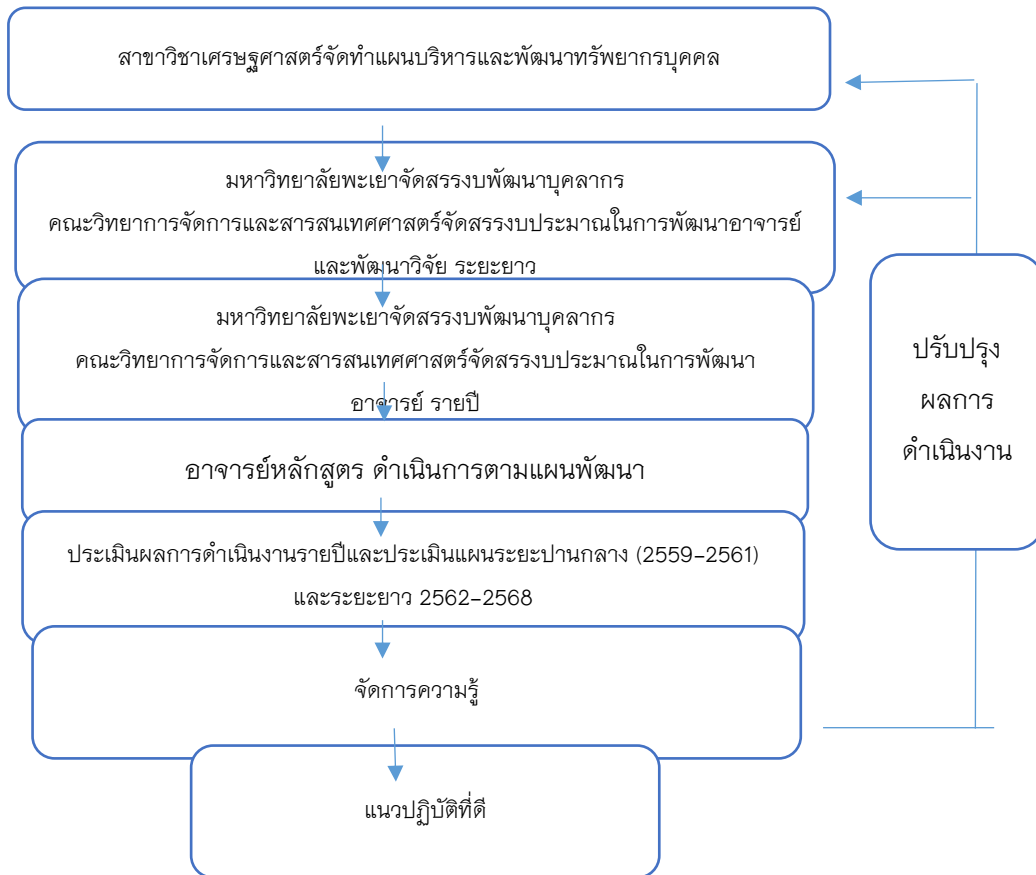 สาขาวิชาเศรษฐศาสตร์จัดทำแผนบริหารและพัฒนาทรัพยากรบุคคล
มหาวิทยาลัยพะเยาจัดสรรงบพัฒนาบุคลากร
คณะวิทยาการจัดการและสารสนเทศศาสตร์จัดสรรงบประมาณในการพัฒนาอาจารย์
และพัฒนาวิจัย ระยะยาว
มหาวิทยาลัยพะเยาจัดสรรงบพัฒนาบุคลากร
คณะวิทยาการจัดการและสารสนเทศศาสตร์จัดสรรงบประมาณในการพัฒนา
อาจารย์ รายปี
อาจารย์หลักสูตร ดำเนินการตามแผนพัฒนา
ประเมินผลการดำเนินงานรายปีและประเมินแผนระยะปานกลาง (2559–2561)
และระยะยาว 2562–2568
จัดการความรู้
แนวปฏิบัติที่ดี
ปรับปรุง
ผลการ
ดำเนินงาน